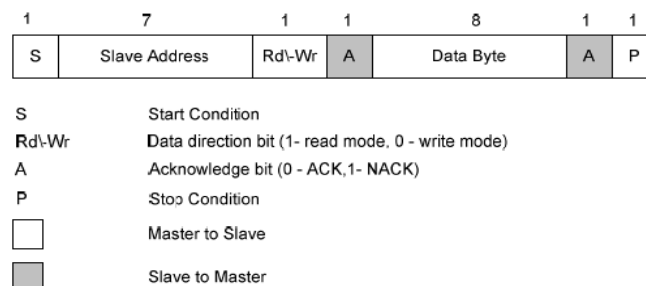 1 7 1 1 8 1 1
S Slave Address Rd\-Wr A Data Byte A P
S Start Condition
Rd\-Wr Data direction bit (1- read mode, 0 - write mode)
A Acknowledge bit (0 - ACK,1- NACK)
P Stop Condition
Master to Slave
Slave to Master